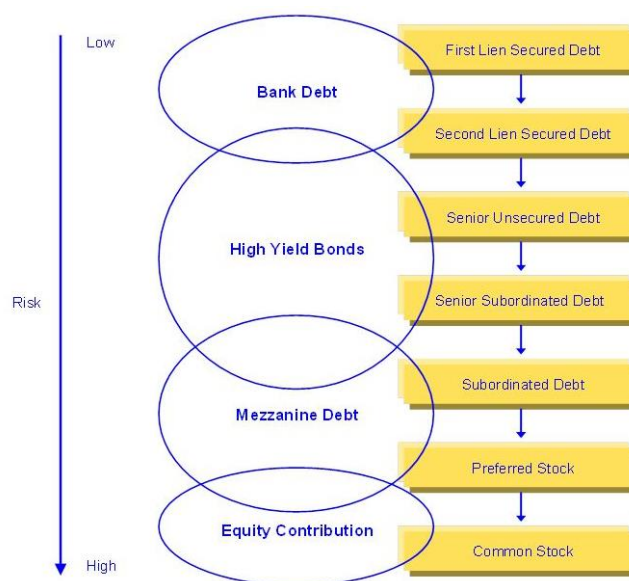 Low
First Lien Secured Debt
Bank Debt
Second Lien Secured Debt
Senior Unsecured Debt
High Yield Bonds
Risk
Senior Subordinated Debt
Subordinated Debt
Mezzanine Debt
Preferred Stock
Equity Contribution
Common Stock
High